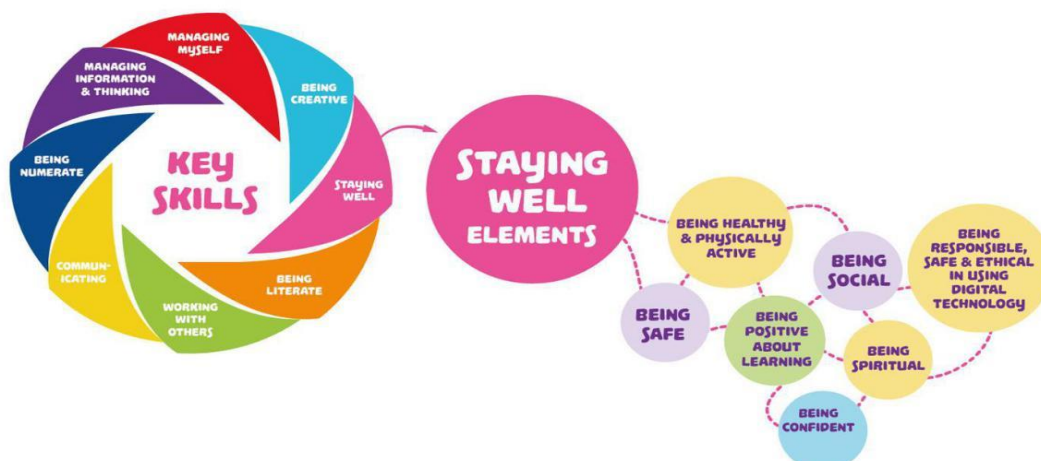 KEY
SKILLS
MANAGING
MYSELF
BEING
CREATIVE
STAYING
WELL
BEING
LITERATE
WORKING
WITH
OTHERS
COMMUN-
ICATING
BEING
NUMERATE
MANAGING
INFORMATION
& THINKING
STAYING
WELL
ELEMENTS
BEING HEALTHY
& PHYSICALLY
ACTIVE
BEING
SOCIAL
BEING
RESPONSIBLE,
SAFE & ETHICAL
IN USING
DIGITAL
TECHNOLOGY
BEING
SAFE
BEING
POSITIVE
ABOUT
LEARNING
BEING
SPIRITUAL
BEING
CONFIDENT